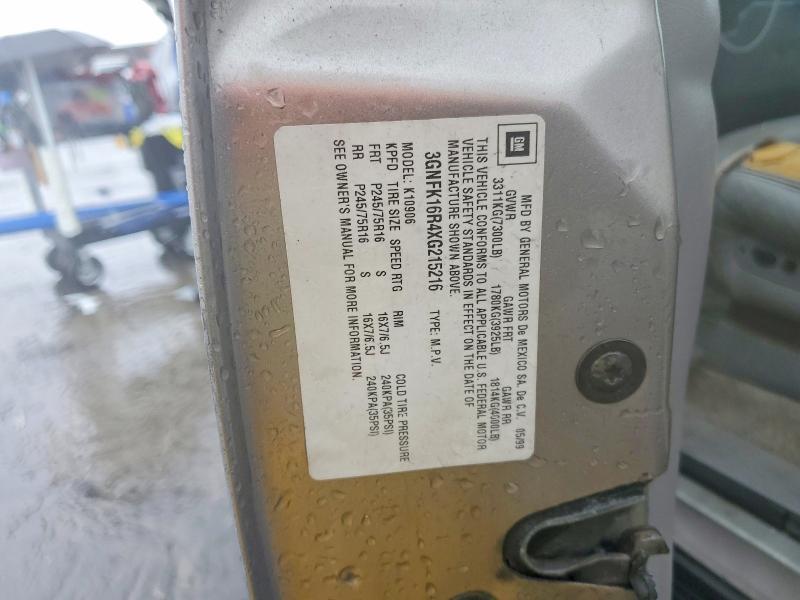 GM
MFD BY GENERAL MOTORS De MEXICO SA. De C.V. 05/99
GVWR GAWR FRT GAWR RR
3311KG(7300LB) 1780KG(3925LB) 1814KG(4000LB)
THIS VEHICLE CONFORMS TO ALL APPLICABLE U.S. FEDERAL MOTOR
VEHICLE SAFETY STANDARDS IN EFFECT ON THE DATE OF
MANUFACTURE SHOWN ABOVE.
3GNFK16R4XG215216 TYPE: M.P.V.
MODEL: K10906
KPFD TIRE SIZE SPEED RTG RIM COLD TIRE PRESSURE
FRT P245/75R16 S 16X7/6.5J 240KPA(35PSI)
RR P245/75R16 S 16X7/6.5J 240KPA(35PSI)
SEE OWNER'S MANUAL FOR MORE INFORMATION.